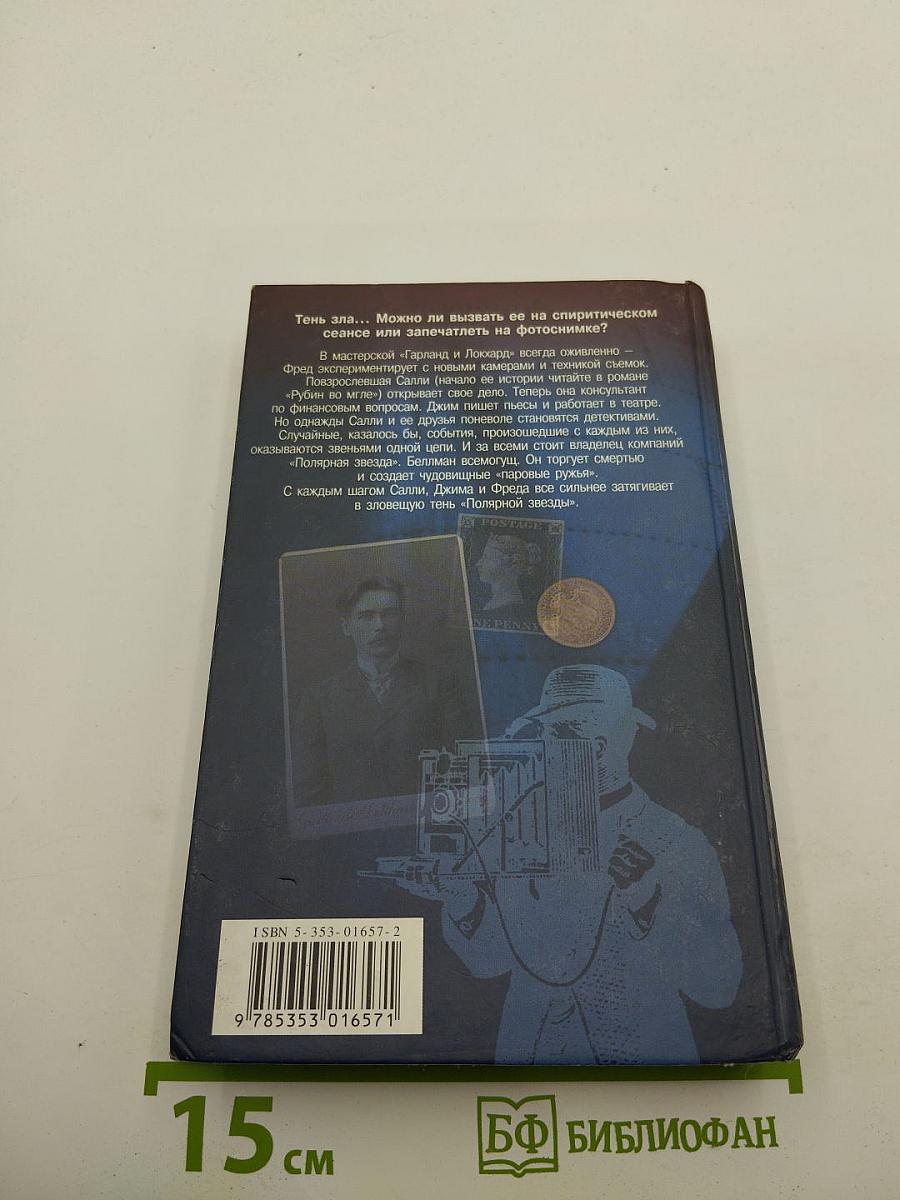 Тень зла... Можно ли вызвать ее на спиритическом
сеансе или запечатлеть на фотоснимке?
В мастерской «Гарланд и Локхард» всегда оживленно –
Фред экспериментирует с новыми камерами и техникой съемок.
Повзрослевшая Салли (начало ее истории читайте в романе
«Рубин во мгле») открывает свое дело. Теперь она консультант
по финансовым вопросам. Джим пишет пьесы и работает в театре.
Но однажды Салли и ее друзья поневоле становятся детективами.
Случайные, казалось бы, события, произошедшие с каждым из них,
оказываются звеньями одной цепи. И за всеми стоит владелец компаний
«Полярная звезда». Беллман всемогущ. Он торгует смертью
и создает чудовищные «паровые ружья».
С каждым шагом Салли, Джима и Фреда все сильнее затягивает
в зловещую тень «Полярной звезды».
POSTAGE
NE PENNY
ISBN 5-353-01657-2
9 785353 016571
15 см
БФ БИБЛИОФАН